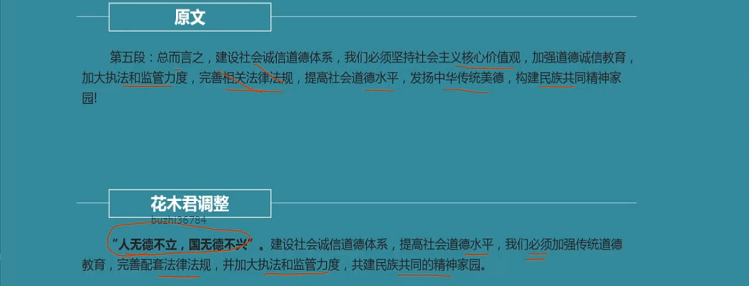 原文
第五段：总而言之，建设社会诚信道德体系，我们必须坚持社会主义核心价值观，加强道德诚信教育，
加大执法和监管力度，完善相关法律法规，提高社会道德水平，发扬中华传统美德，构建民族共同精神家
园!
花木君调整
buzhi36784
“人无德不立，国无德不兴”。建设社会诚信道德体系，提高社会道德水平，我们必须加强传统道德
教育，完善配套法律法规，并加大执法和监管力度，共建民族共同的精神家园。